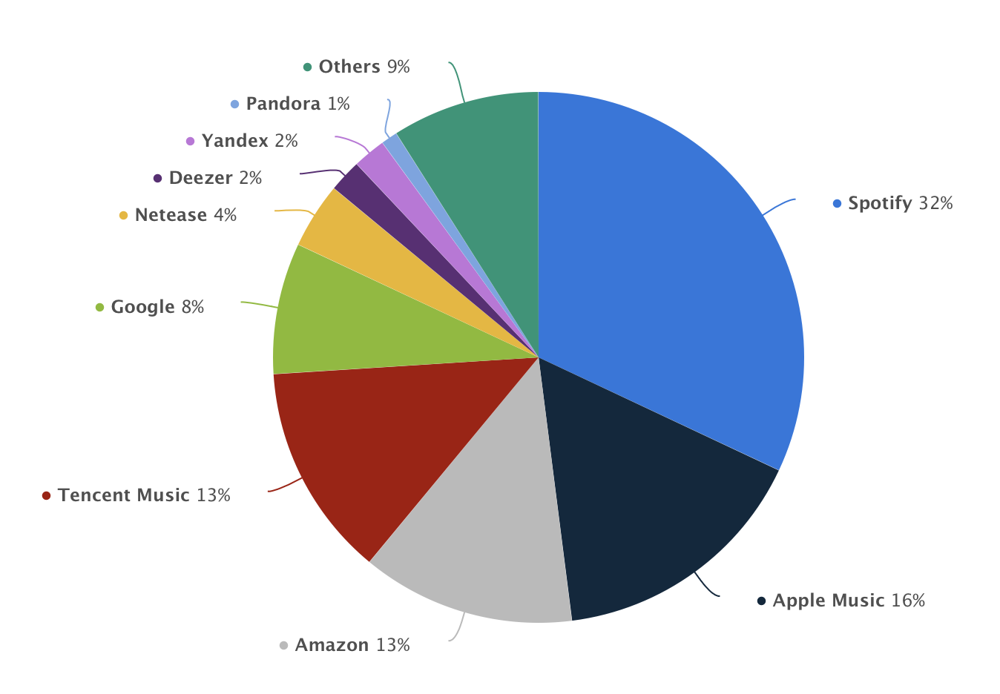 Others 9%
Pandora 1%
Yandex 2%
Deezer 2%
Spotify 32%
Netease 4%
Google 8%
Tencent Music 13%
Apple Music 16%
Amazon 13%